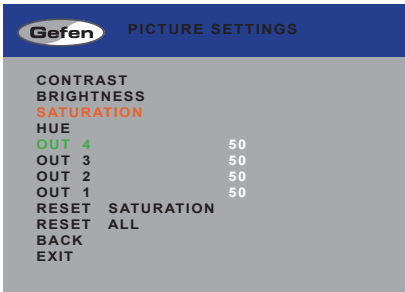 Gefen PICTURE SETTINGS
CONTRAST
BRIGHTNESS
SATURATION
HUE
OUT 4 50
OUT 3 50
OUT 2 50
OUT 1 50
RESET SATURATION
RESET ALL
BACK
EXIT